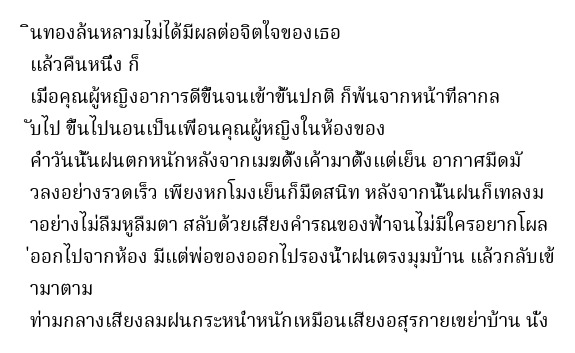 ินทองล้นหลามไม่ได้มีผลต่อจิตใจของเธอ
แล้วคืนหนึ่ง ก็
เมื่อคุณผู้หญิงอาการดีขึ้นจนเข้าขั้นปกติ ก็พ้นจากหน้าที่ลากล
ับไป ขึ้นไปนอนเป็นเพื่อนคุณผู้หญิงในห้องของ
ค่ำวันนั้นฝนตกหนักหลังจากเมฆตั้งเค้ามาตั้งแต่เย็น อากาศมืดมั
วลงอย่างรวดเร็ว เพียงหกโมงเย็นก็มืดสนิท หลังจากนั้นฝนก็เทลงม
าอย่างไม่ลืมหูลืมตา สลับด้วยเสียงคำรณของฟ้าจนไม่มีใครอยากโผล
่ออกไปจากห้อง มีแต่พ่อของออกไปรองน้ำฝนตรงมุมบ้าน แล้วกลับเข้
ามาตาม
ท่ามกลางเสียงลมฝนกระหน่ำหนักเหมือนเสียงอสุรกายเขย่าบ้าน นั่ง